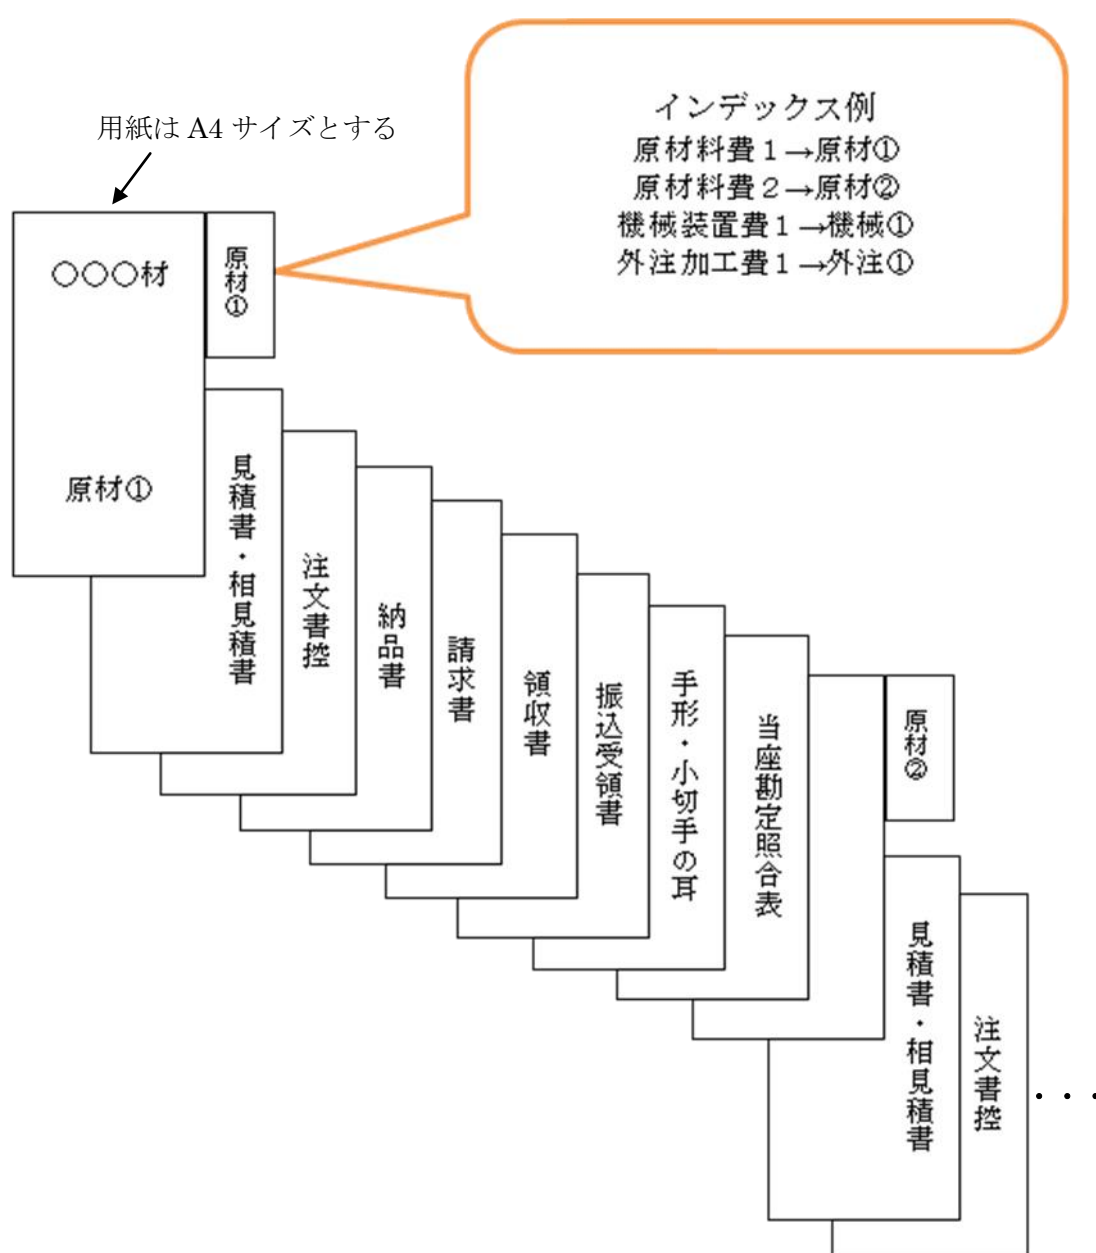 インデックス例
原材料費1→原材①
原材料費2→原材②
機械装置費1→機械①
外注加工費1→外注①
用紙は A4 サイズとする
○○○材
原材①
原材①
見積書・相見積書
注文書控
納品書
請求書
領収書
振込受領書
手形・小切手の耳
当座勘定照合表
原材②
見積書・相見積書
注文書控
・・・